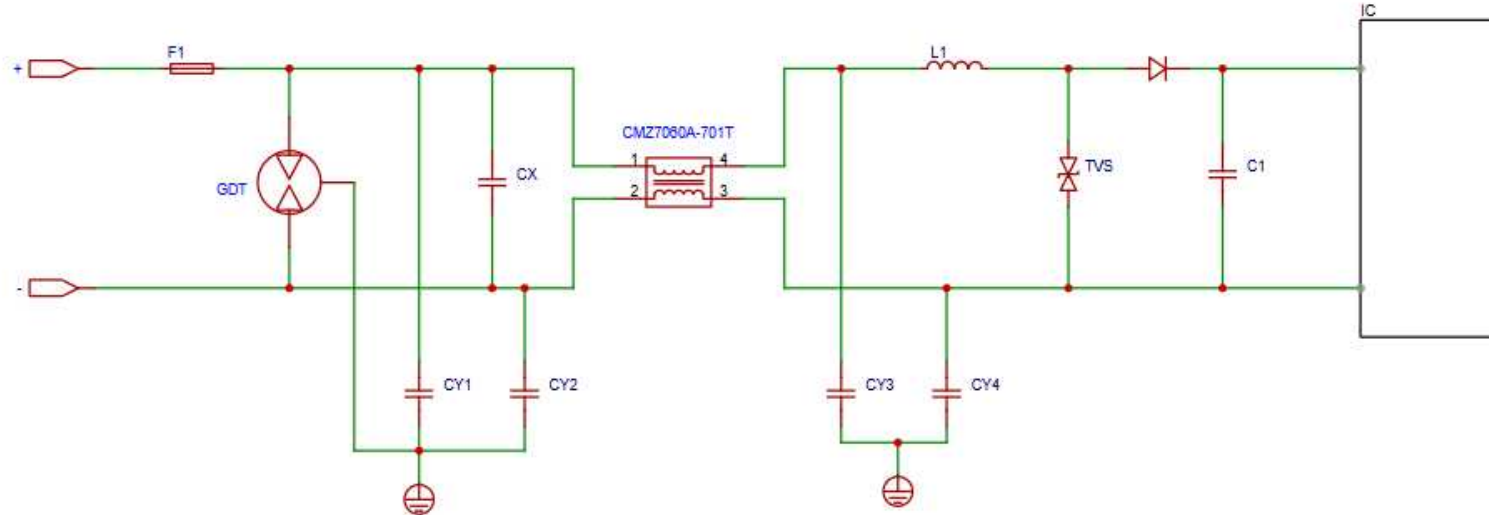 IC
F1
L1
+
CMZ7060A-701T
1
4
GDT
CX
2
3
TVS
C1
-
CY1
CY2
CY3
CY4